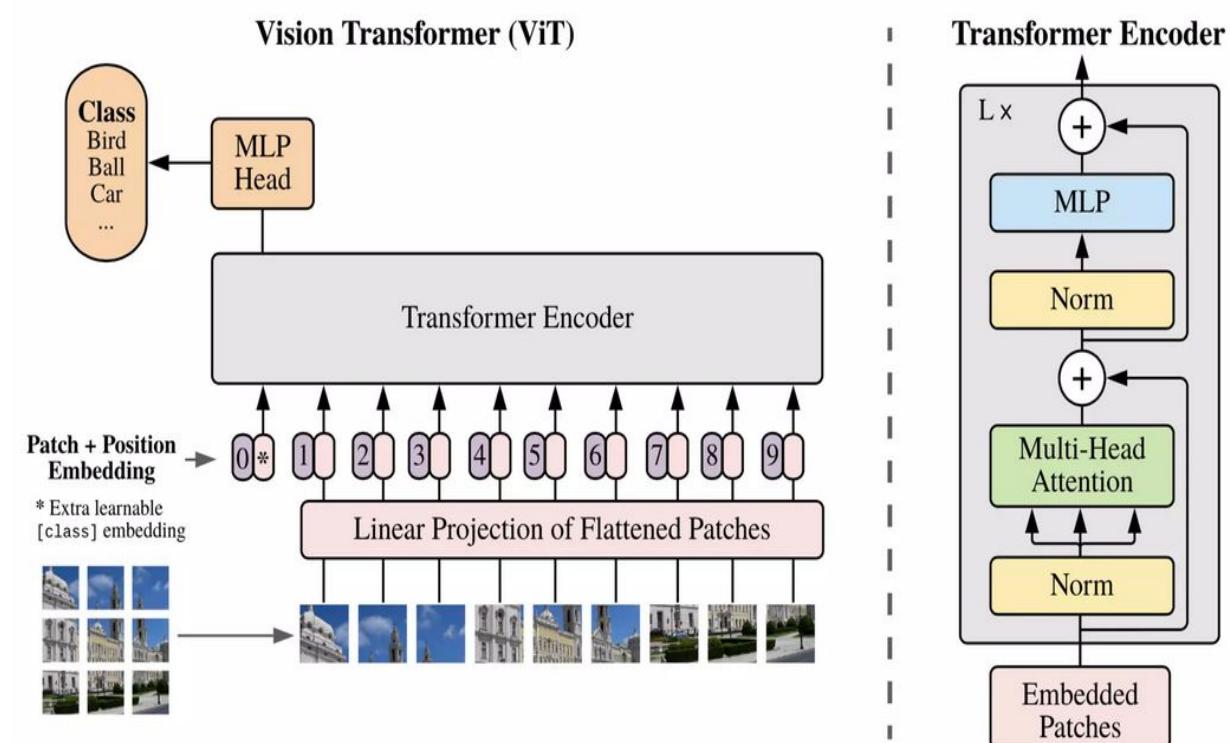 Vision Transformer (ViT)
Class
Bird
Ball
Car
...
MLP
Head
Transformer Encoder
Patch + Position
Embedding
0 * 1 2 3 4 5 6 7 8 9
* Extra learnable
[class] embedding
Linear Projection of Flattened Patches
Transformer Encoder
L x
+
MLP
Norm
+
Multi-Head
Attention
Norm
Embedded
Patches